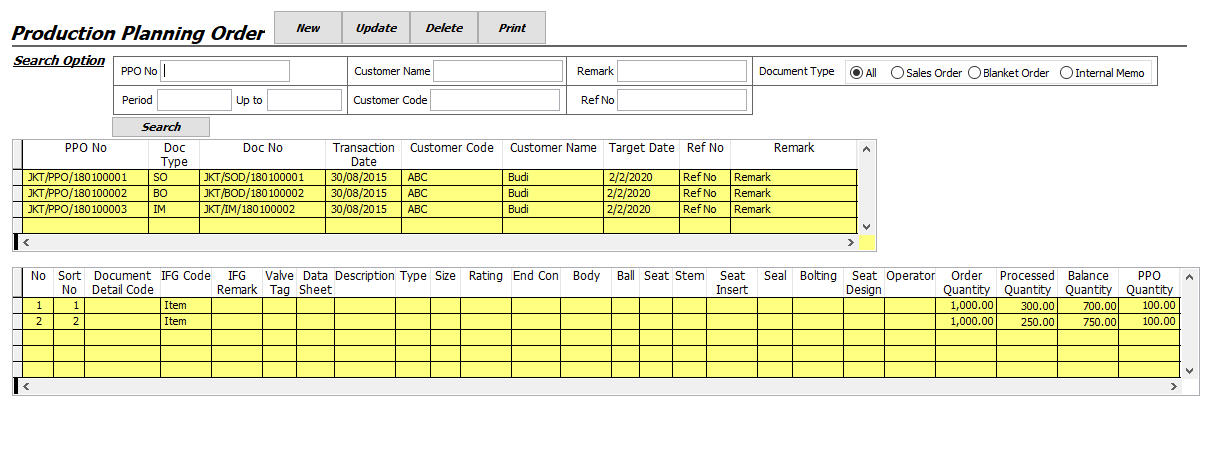 Production Planning Order New Update Delete Print
Search Option PPO No Customer Name Remark Document Type All Sales Order Blanket Order Internal Memo
Period Up to Customer Code Ref No
Search
PPO No Doc Type Doc No Transaction Date Customer Code Customer Name Target Date Ref No Remark
JKT/PPO/180100001 SO JKT/SOD/180100001 30/08/2015 ABC Budi 2/2/2020 Ref No Remark
JKT/PPO/180100002 BO JKT/BOD/180100002 30/08/2015 ABC Budi 2/2/2020 Ref No Remark
JKT/PPO/180100003 IM JKT/IM/180100002 30/08/2015 ABC Budi 2/2/2020 Ref No Remark
No Sort No Document Detail Code IFG Code IFG Remark Valve Tag Data Sheet Description Type Size Rating End Con Body Ball Seat Stem Seat Insert Seal Bolting Seat Design Operator Order Quantity Processed Quantity Balance Quantity PPO Quantity
1 1 Item 1,000.00 300.00 700.00 100.00
2 2 Item 1,000.00 250.00 750.00 100.00